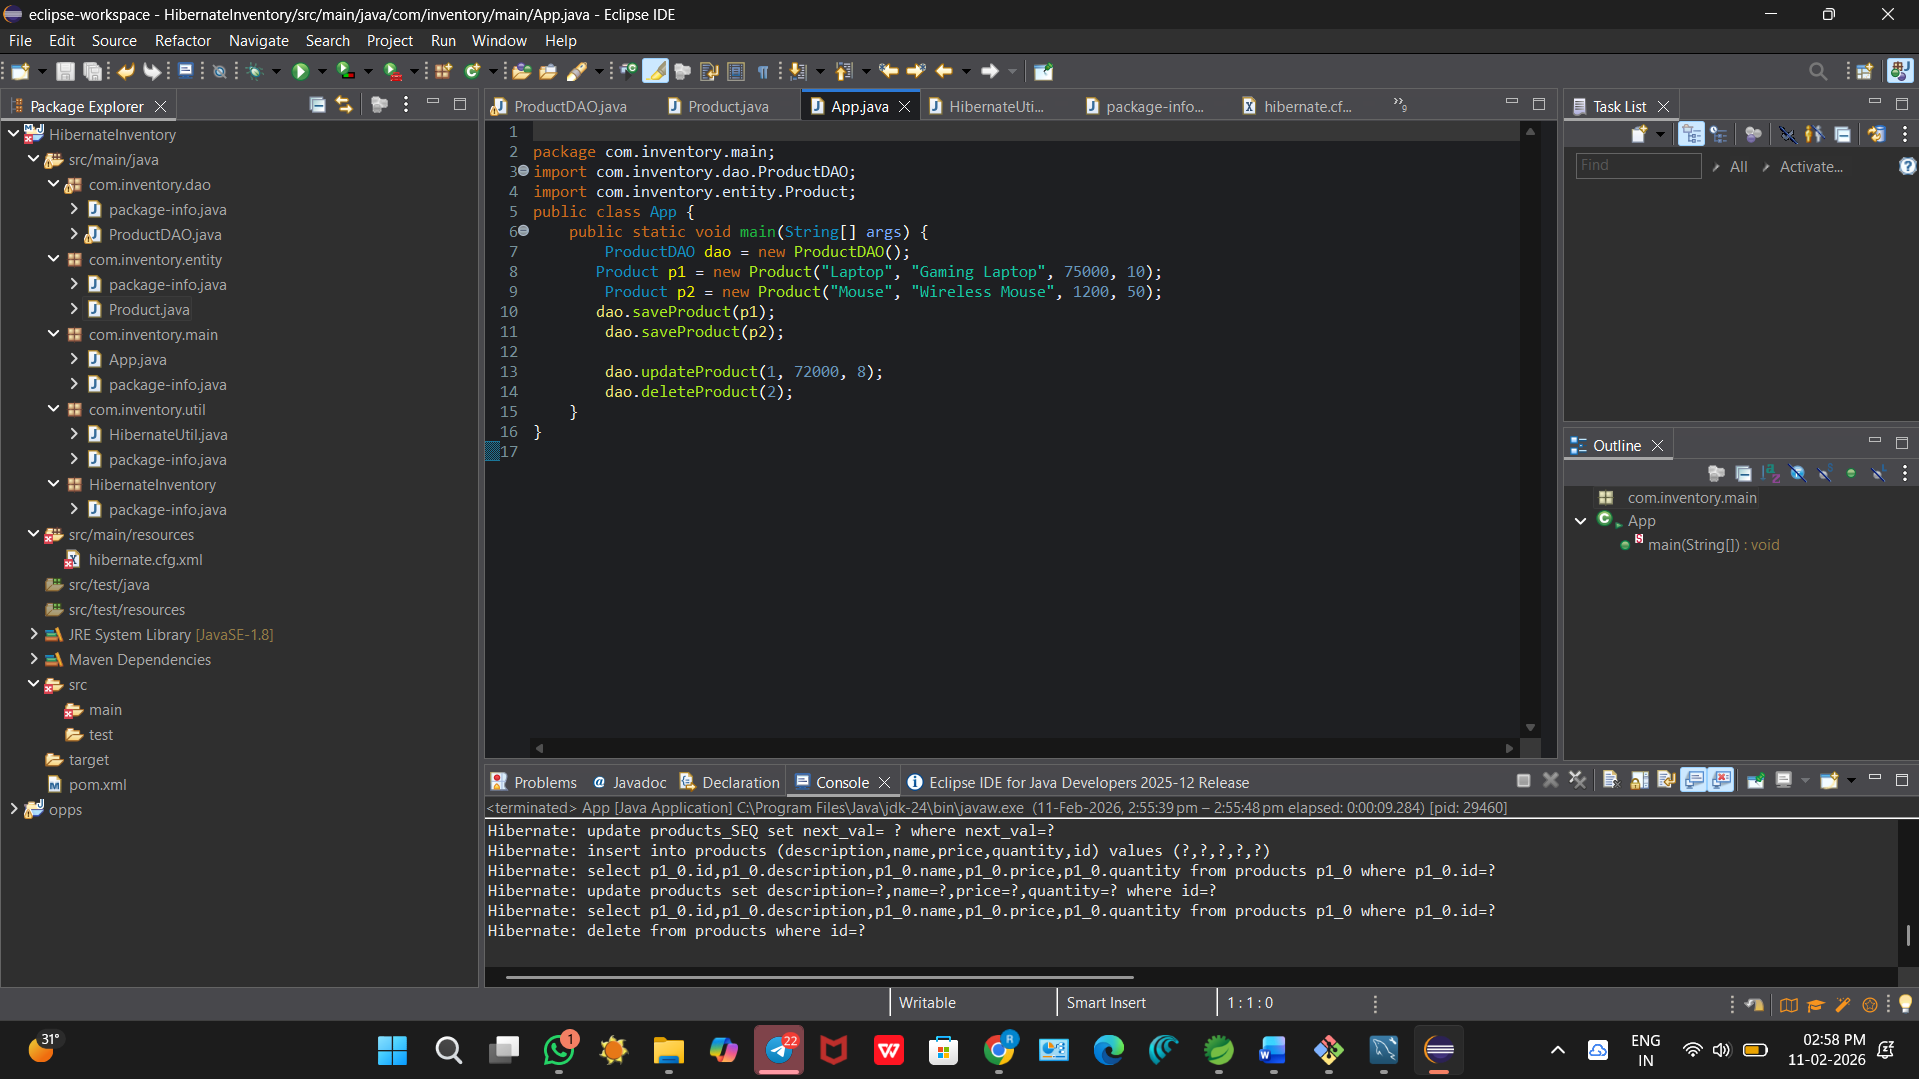 eclipse-workspace - HibernateInventory/src/main/java/com/inventory/main/App.java - Eclipse IDE
File Edit Source Refactor Navigate Search Project Run Window Help
Package Explorer
HibernateInventory
src/main/java
com.inventory.dao
package-info.java
ProductDAO.java
com.inventory.entity
package-info.java
Product.java
com.inventory.main
App.java
package-info.java
com.inventory.util
HibernateUtil.java
package-info.java
HibernateInventory
package-info.java
src/main/resources
hibernate.cfg.xml
src/test/java
src/test/resources
JRE System Library [JavaSE-1.8]
Maven Dependencies
src
main
test
target
pom.xml
opps
ProductDAO.java Product.java App.java HibernateUti... package-info... hibernate.cf... »9
1
2 package com.inventory.main;
3 import com.inventory.dao.ProductDAO;
4 import com.inventory.entity.Product;
5 public class App {
6 public static void main(String[] args) {
7 ProductDAO dao = new ProductDAO();
8 Product p1 = new Product("Laptop", "Gaming Laptop", 75000, 10);
9 Product p2 = new Product("Mouse", "Wireless Mouse", 1200, 50);
10 dao.saveProduct(p1);
11 dao.saveProduct(p2);
12
13 dao.updateProduct(1, 72000, 8);
14 dao.deleteProduct(2);
15 }
16 }
17
Task List
Find All Activate...
Outline
com.inventory.main
App
main(String[]) : void
Problems Javadoc Declaration Console Eclipse IDE for Java Developers 2025-12 Release
<terminated> App [Java Application] C:\Program Files\Java\jdk-24\bin\javaw.exe (11-Feb-2026, 2:55:39 pm – 2:55:48 pm elapsed: 0:00:09.284) [pid: 29460]
Hibernate: update products_SEQ set next_val= ? where next_val=?
Hibernate: insert into products (description,name,price,quantity,id) values (?,?,?,?,?)
Hibernate: select p1_0.id,p1_0.description,p1_0.name,p1_0.price,p1_0.quantity from products p1_0 where p1_0.id=?
Hibernate: update products set description=?,name=?,price=?,quantity=? where id=?
Hibernate: select p1_0.id,p1_0.description,p1_0.name,p1_0.price,p1_0.quantity from products p1_0 where p1_0.id=?
Hibernate: delete from products where id=?
Writable Smart Insert 1 : 1 : 0
31°
1
22
R
ENG
IN
02:58 PM
11-02-2026